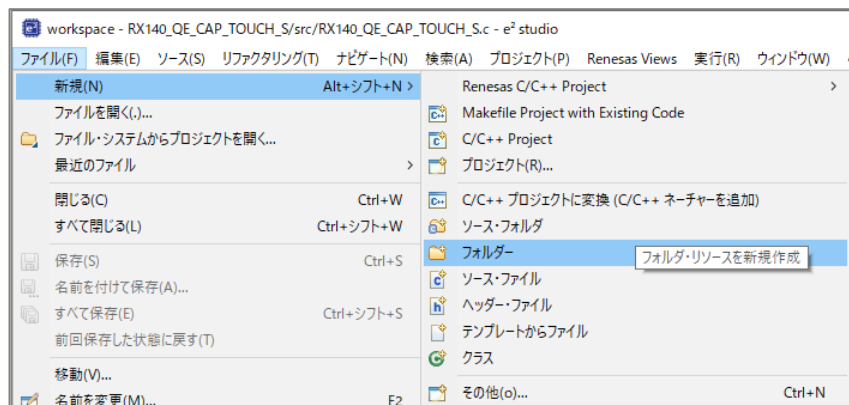 workspace - RX140_QE_CAP_TOUCH_S/src/RX140_QE_CAP_TOUCH_S.c - e² studio
ファイル(F) 編集(E) ソース(S) リファクタリング(T) ナビゲート(N) 検索(A) プロジェクト(P) Renesas Views 実行(R) ウィンドウ(W)
新規(N) Alt+シフト+N >
ファイルを開く(.)...
ファイル・システムからプロジェクトを開く...
最近のファイル >
閉じる(C) Ctrl+W
すべて閉じる(L) Ctrl+シフト+W
保存(S) Ctrl+S
名前を付けて保存(A)...
すべて保存(E) Ctrl+シフト+S
前回保存した状態に戻す(T)
移動(V)...
名前を変更(M)... F2
Renesas C/C++ Project >
Makefile Project with Existing Code
C/C++ Project
プロジェクト(R)...
C/C++ プロジェクトに変換 (C/C++ ネーチャーを追加)
ソース・フォルダ
フォルダー
フォルダ・リソースを新規作成
ソース・ファイル
ヘッダー・ファイル
テンプレートからファイル
クラス
その他(o)... Ctrl+N